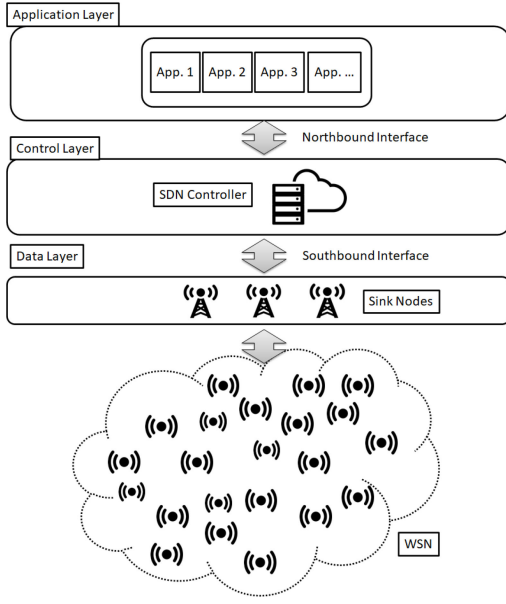 Application Layer
App. 1
App. 2
App. 3
App. ...
Northbound Interface
Control Layer
SDN Controller
Data Layer
Southbound Interface
Sink Nodes
WSN